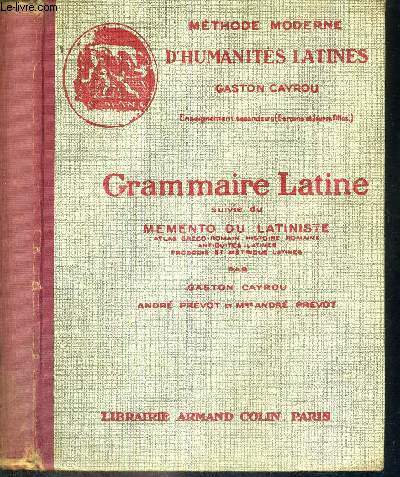 Le-livre.com
MÉTHODE MODERNE
D'HUMANITÉS LATINES
GASTON CAYROU
Enseignement secondaire (Garçons et Jeunes filles.)
Grammaire Latine
suivie du
MEMENTO DU LATINISTE
ATLAS GRÉCO-ROMAIN. HISTOIRE ROMAINE
ANTIQUITÉS LATINES
PROSODIE ET MÉTRIQUE LATINES
PAR
GASTON CAYROU
ANDRÉ PRÉVOT ET Mme ANDRÉ PRÉVOT
LIBRAIRIE ARMAND COLIN. PARIS